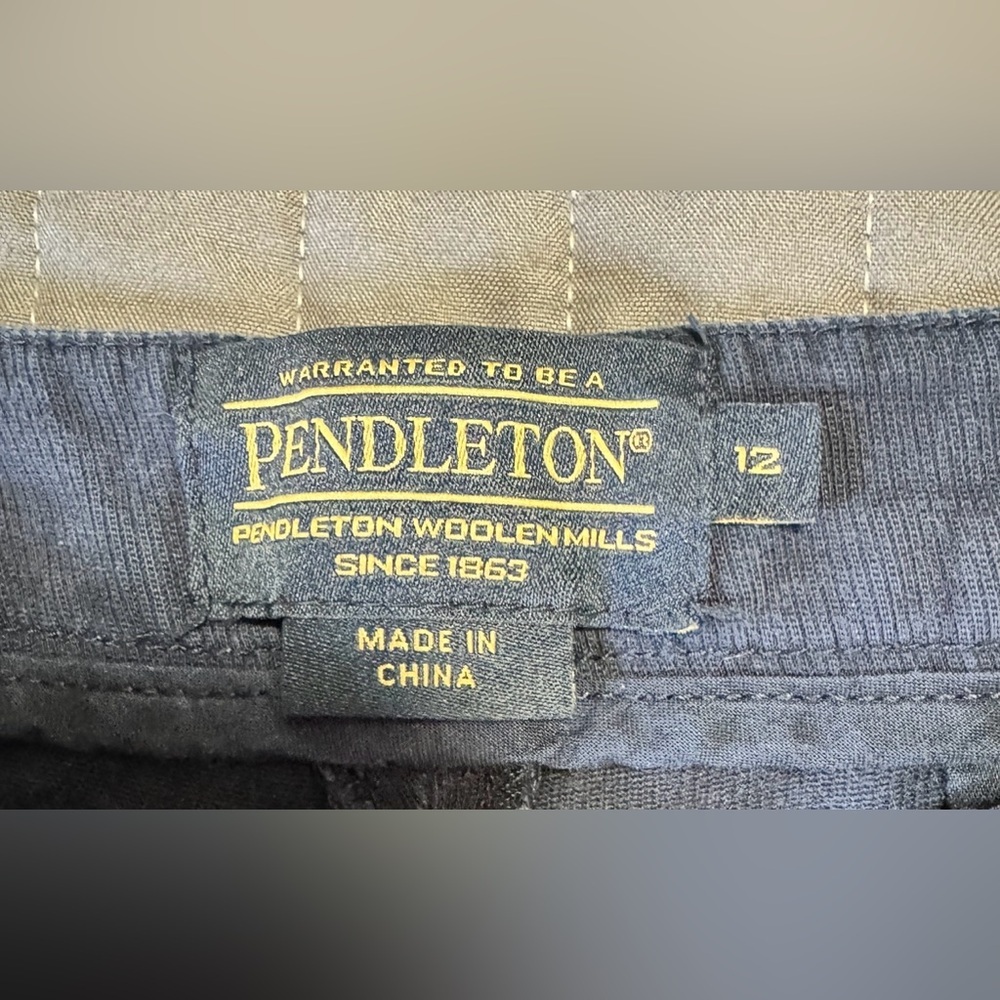 WARRANTED TO BE A
PENDLETON®
12
PENDLETON WOOLEN MILLS
SINCE 1863
MADE IN
CHINA